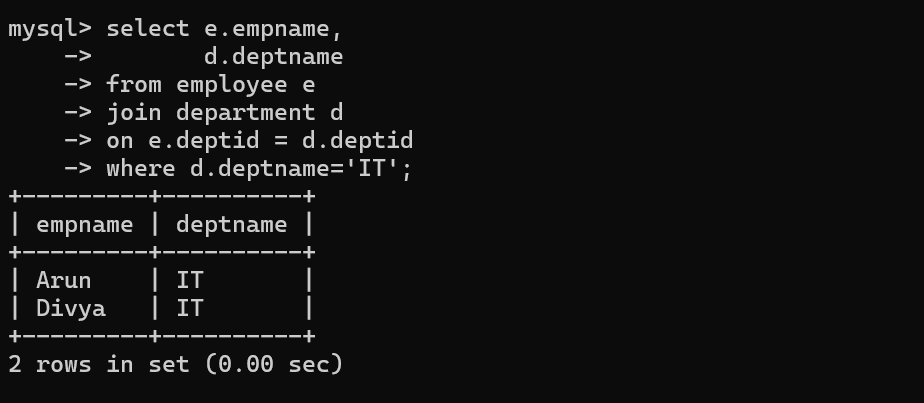 mysql> select e.empname,
    ->        d.deptname
    -> from employee e
    -> join department d
    -> on e.deptid = d.deptid
    -> where d.deptname='IT';
+---------+----------+
| empname | deptname |
+---------+----------+
| Arun    | IT       |
| Divya   | IT       |
+---------+----------+
2 rows in set (0.00 sec)